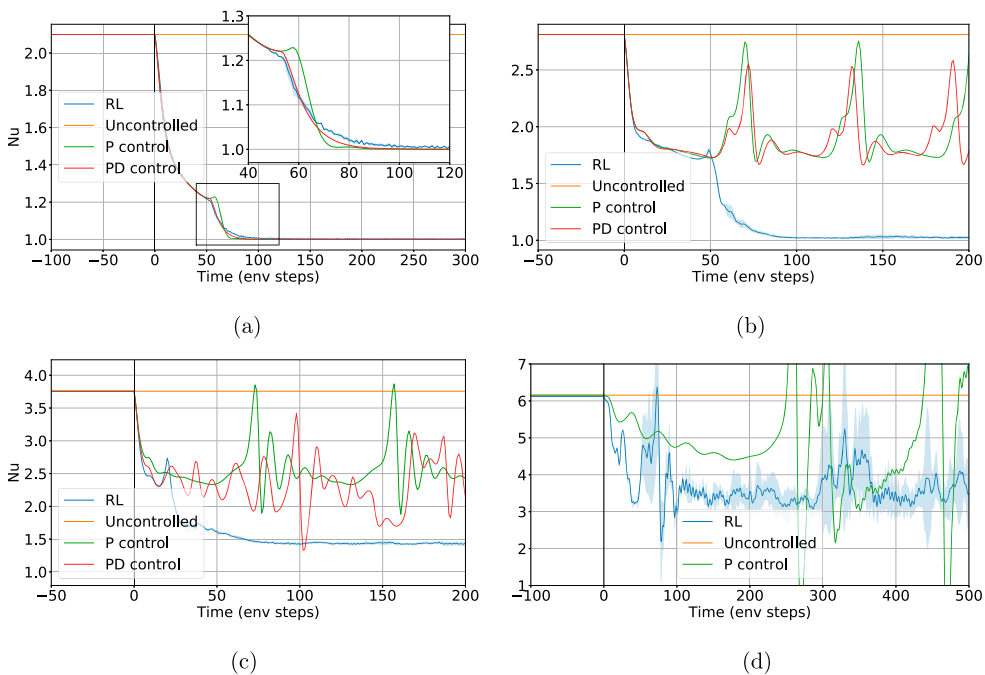 1.3
1.2
1.1
1.0
40 60 80 100 120
2.0
1.8
1.6
1.4
1.2
1.0
Nu
RL
Uncontrolled
P control
PD control
−100 −50 0 50 100 150 200 250 300
Time (env steps)
(a)
2.5
2.0
1.5
1.0
RL
Uncontrolled
P control
PD control
−50 0 50 100 150 200
Time (env steps)
(b)
4.0
3.5
3.0
2.5
2.0
1.5
1.0
Nu
RL
Uncontrolled
P control
PD control
−50 0 50 100 150 200
Time (env steps)
(c)
7
6
5
4
3
2
1
RL
Uncontrolled
P control
−100 0 100 200 300 400 500
Time (env steps)
(d)